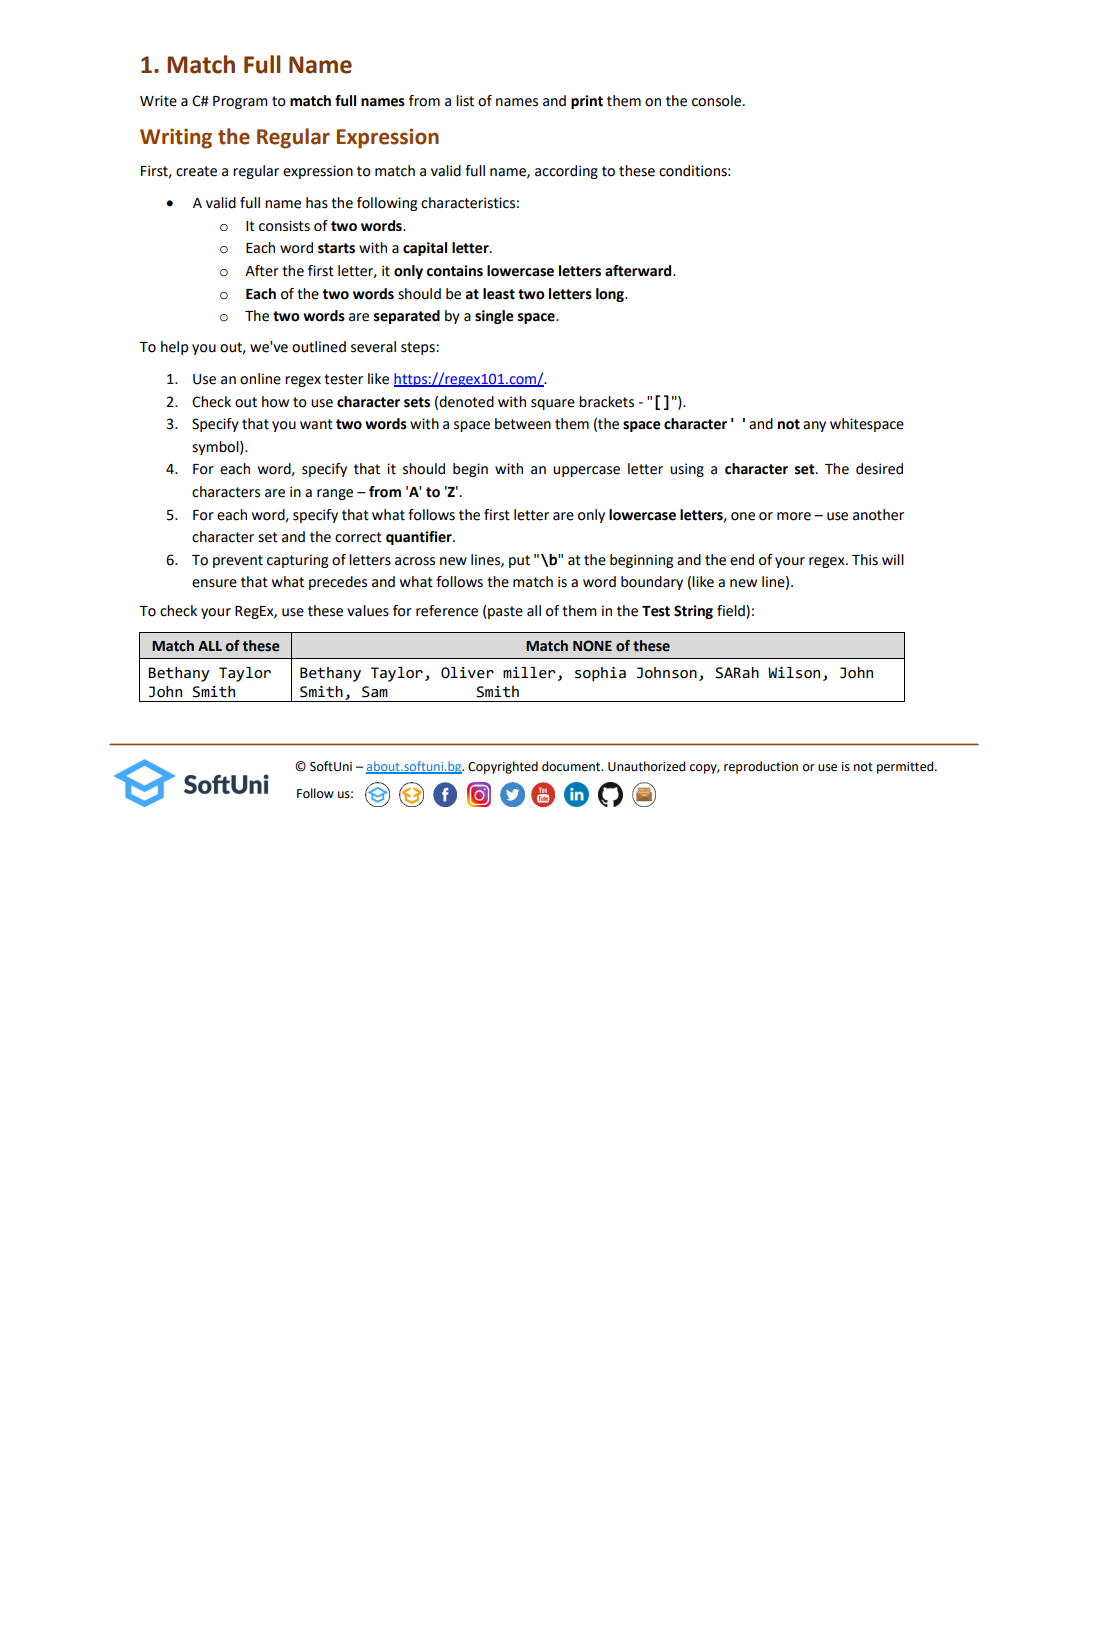 1. Match Full Name
Write a C# Program to match full names from a list of names and print them on the console.
Writing the Regular Expression
First, create a regular expression to match a valid full name, according to these conditions:
• A valid full name has the following characteristics:
o It consists of two words.
o Each word starts with a capital letter.
o After the first letter, it only contains lowercase letters afterward.
o Each of the two words should be at least two letters long.
o The two words are separated by a single space.
To help you out, we've outlined several steps:
1. Use an online regex tester like https://regex101.com/.
2. Check out how to use character sets (denoted with square brackets - "[]").
3. Specify that you want two words with a space between them (the space character ' ' and not any whitespace
symbol).
4. For each word, specify that it should begin with an uppercase letter using a character set. The desired
characters are in a range – from 'A' to 'Z'.
5. For each word, specify that what follows the first letter are only lowercase letters, one or more – use another
character set and the correct quantifier.
6. To prevent capturing of letters across new lines, put "\b" at the beginning and the end of your regex. This will
ensure that what precedes and what follows the match is a word boundary (like a new line).
To check your RegEx, use these values for reference (paste all of them in the Test String field):
Match ALL of these
Match NONE of these
Bethany Taylor
John Smith
Bethany Taylor, Oliver miller, sophia Johnson, SARah Wilson, John
Smith, Sam          Smith
SoftUni
© SoftUni – about.softuni.bg. Copyrighted document. Unauthorized copy, reproduction or use is not permitted.
Follow us: